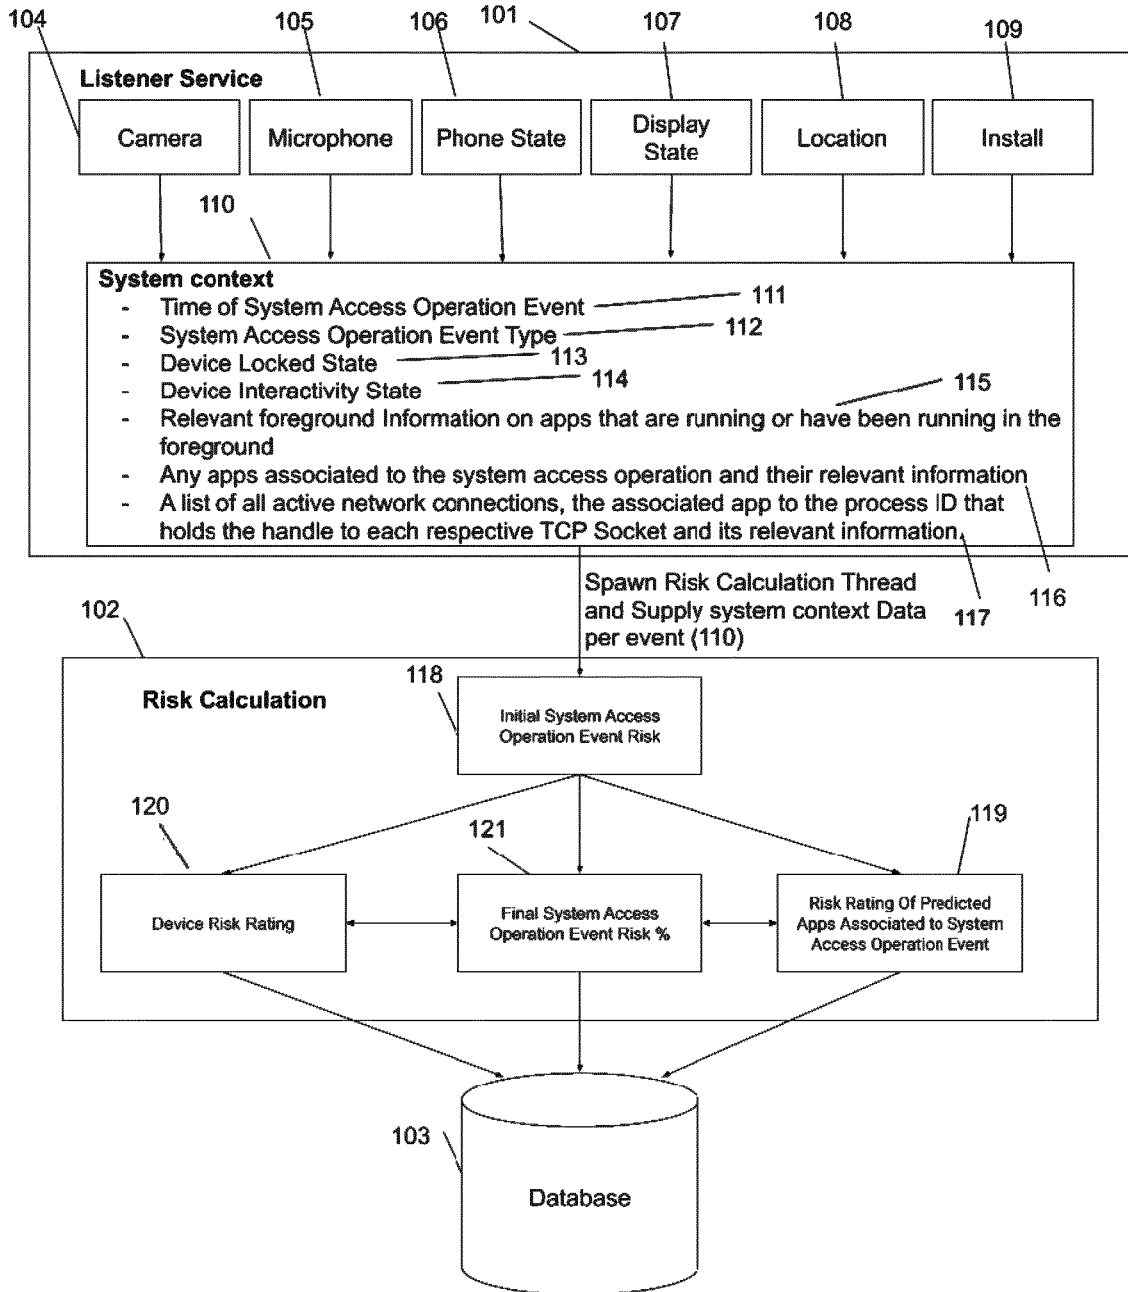 104
105
106
101
107
108
109
Listener Service
Camera
Microphone
Phone State
Display
State
Location
Install
110
System context
- Time of System Access Operation Event
111
- System Access Operation Event Type
112
- Device Locked State
113
- Device Interactivity State
114
115
- Relevant foreground Information on apps that are running or have been running in the
foreground
- Any apps associated to the system access operation and their relevant information
- A list of all active network connections, the associated app to the process ID that
holds the handle to each respective TCP Socket and its relevant information.
116
117
Spawn Risk Calculation Thread
and Supply system context Data
per event (110)
102
118
Risk Calculation
Initial System Access
Operation Event Risk
120
121
119
Device Risk Rating
Final System Access
Operation Event Risk %
Risk Rating Of Predicted
Apps Associated to System
Access Operation Event
103
Database